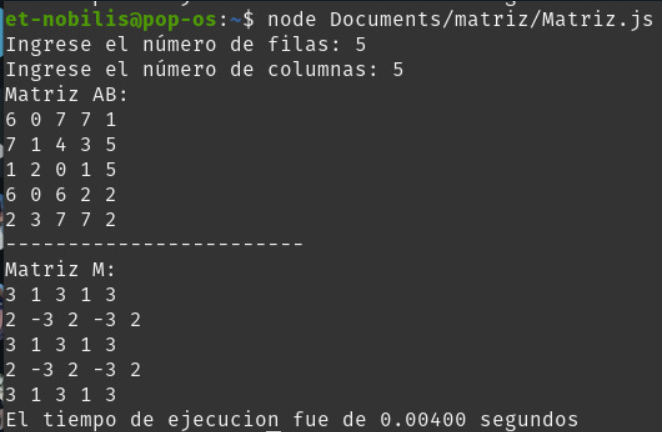 et-nobilis@pop-os:~$ node Documents/matriz/Matriz.js
Ingrese el número de filas: 5
Ingrese el número de columnas: 5
Matriz AB:
6 0 7 7 1
7 1 4 3 5
1 2 0 1 5
6 0 6 2 2
2 3 7 7 2
------------------------
Matriz M:
3 1 3 1 3
2 -3 2 -3 2
3 1 3 1 3
2 -3 2 -3 2
3 1 3 1 3
El tiempo de ejecucion fue de 0.00400 segundos